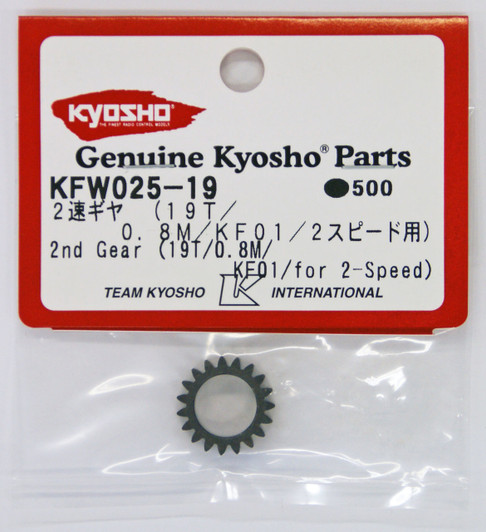 KYOSHO
THE FINEST RADIO CONTROL MODELS
Genuine Kyosho® Parts
KFW025-19 ●500
2速ギヤ (19T/
0.8M/KF01/2スピード用)
2nd Gear (19T/0.8M/
KF01/for 2-Speed)
TEAM KYOSHO K INTERNATIONAL